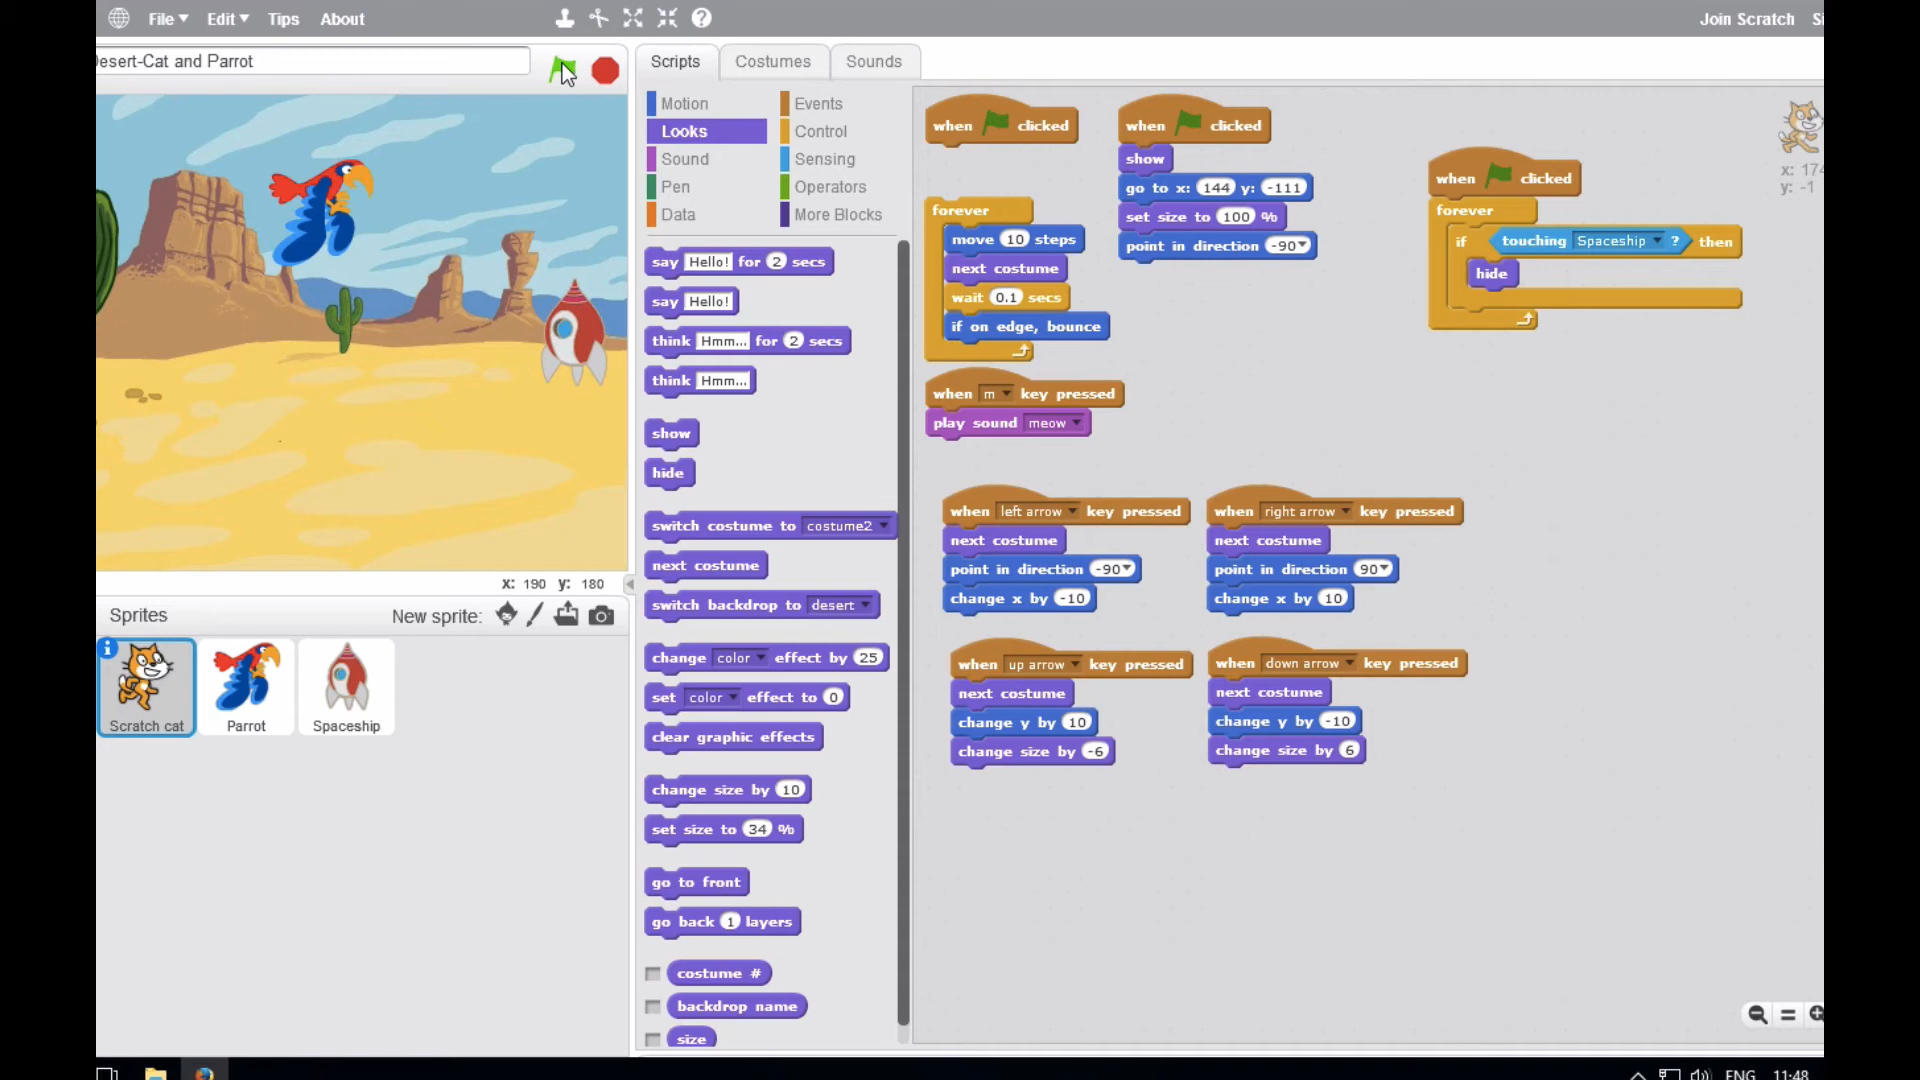 File Edit Tips About
Join Scratch
Desert-Cat and Parrot
Scripts Costumes Sounds
Motion Events
Looks Control
Sound Sensing
Pen Operators
Data More Blocks
say Hello! for 2 secs
say Hello!
think Hmm... for 2 secs
think Hmm...
show
hide
switch costume to costume2
next costume
switch backdrop to desert
change color effect by 25
set color effect to 0
clear graphic effects
change size by 10
set size to 34 %
go to front
go back 1 layers
costume #
backdrop name
size
when clicked
forever
move 10 steps
next costume
wait 0.1 secs
if on edge, bounce
when m key pressed
play sound meow
when clicked
show
go to x: 144 y: -111
set size to 100 %
point in direction -90
when clicked
forever
if touching Spaceship ? then
hide
x: 174
y: -1
when left arrow key pressed
next costume
point in direction -90
change x by -10
when right arrow key pressed
next costume
point in direction 90
change x by 10
when up arrow key pressed
next costume
change y by 10
change size by -6
when down arrow key pressed
next costume
change y by -10
change size by 6
x: 190 y: 180
Sprites New sprite:
Scratch cat
Parrot
Spaceship
ENG 11:48